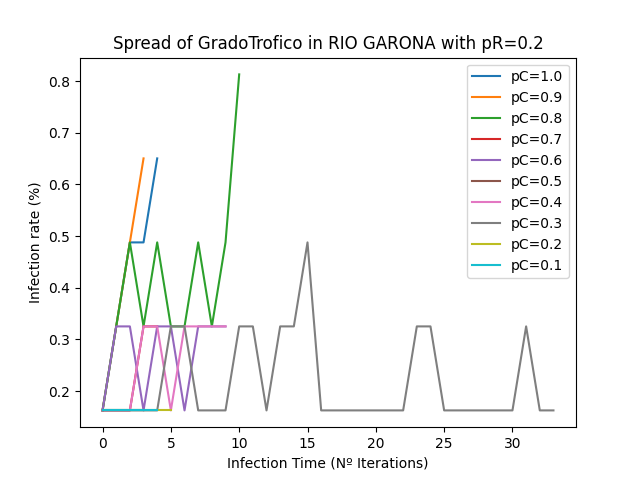 Spread of GradoTrofico in RIO GARONA with pR=0.2
Infection rate (%)
0.8
0.7
0.6
0.5
0.4
0.3
0.2
pC=1.0
pC=0.9
pC=0.8
pC=0.7
pC=0.6
pC=0.5
pC=0.4
pC=0.3
pC=0.2
pC=0.1
0 5 10 15 20 25 30
Infection Time (Nº Iterations)